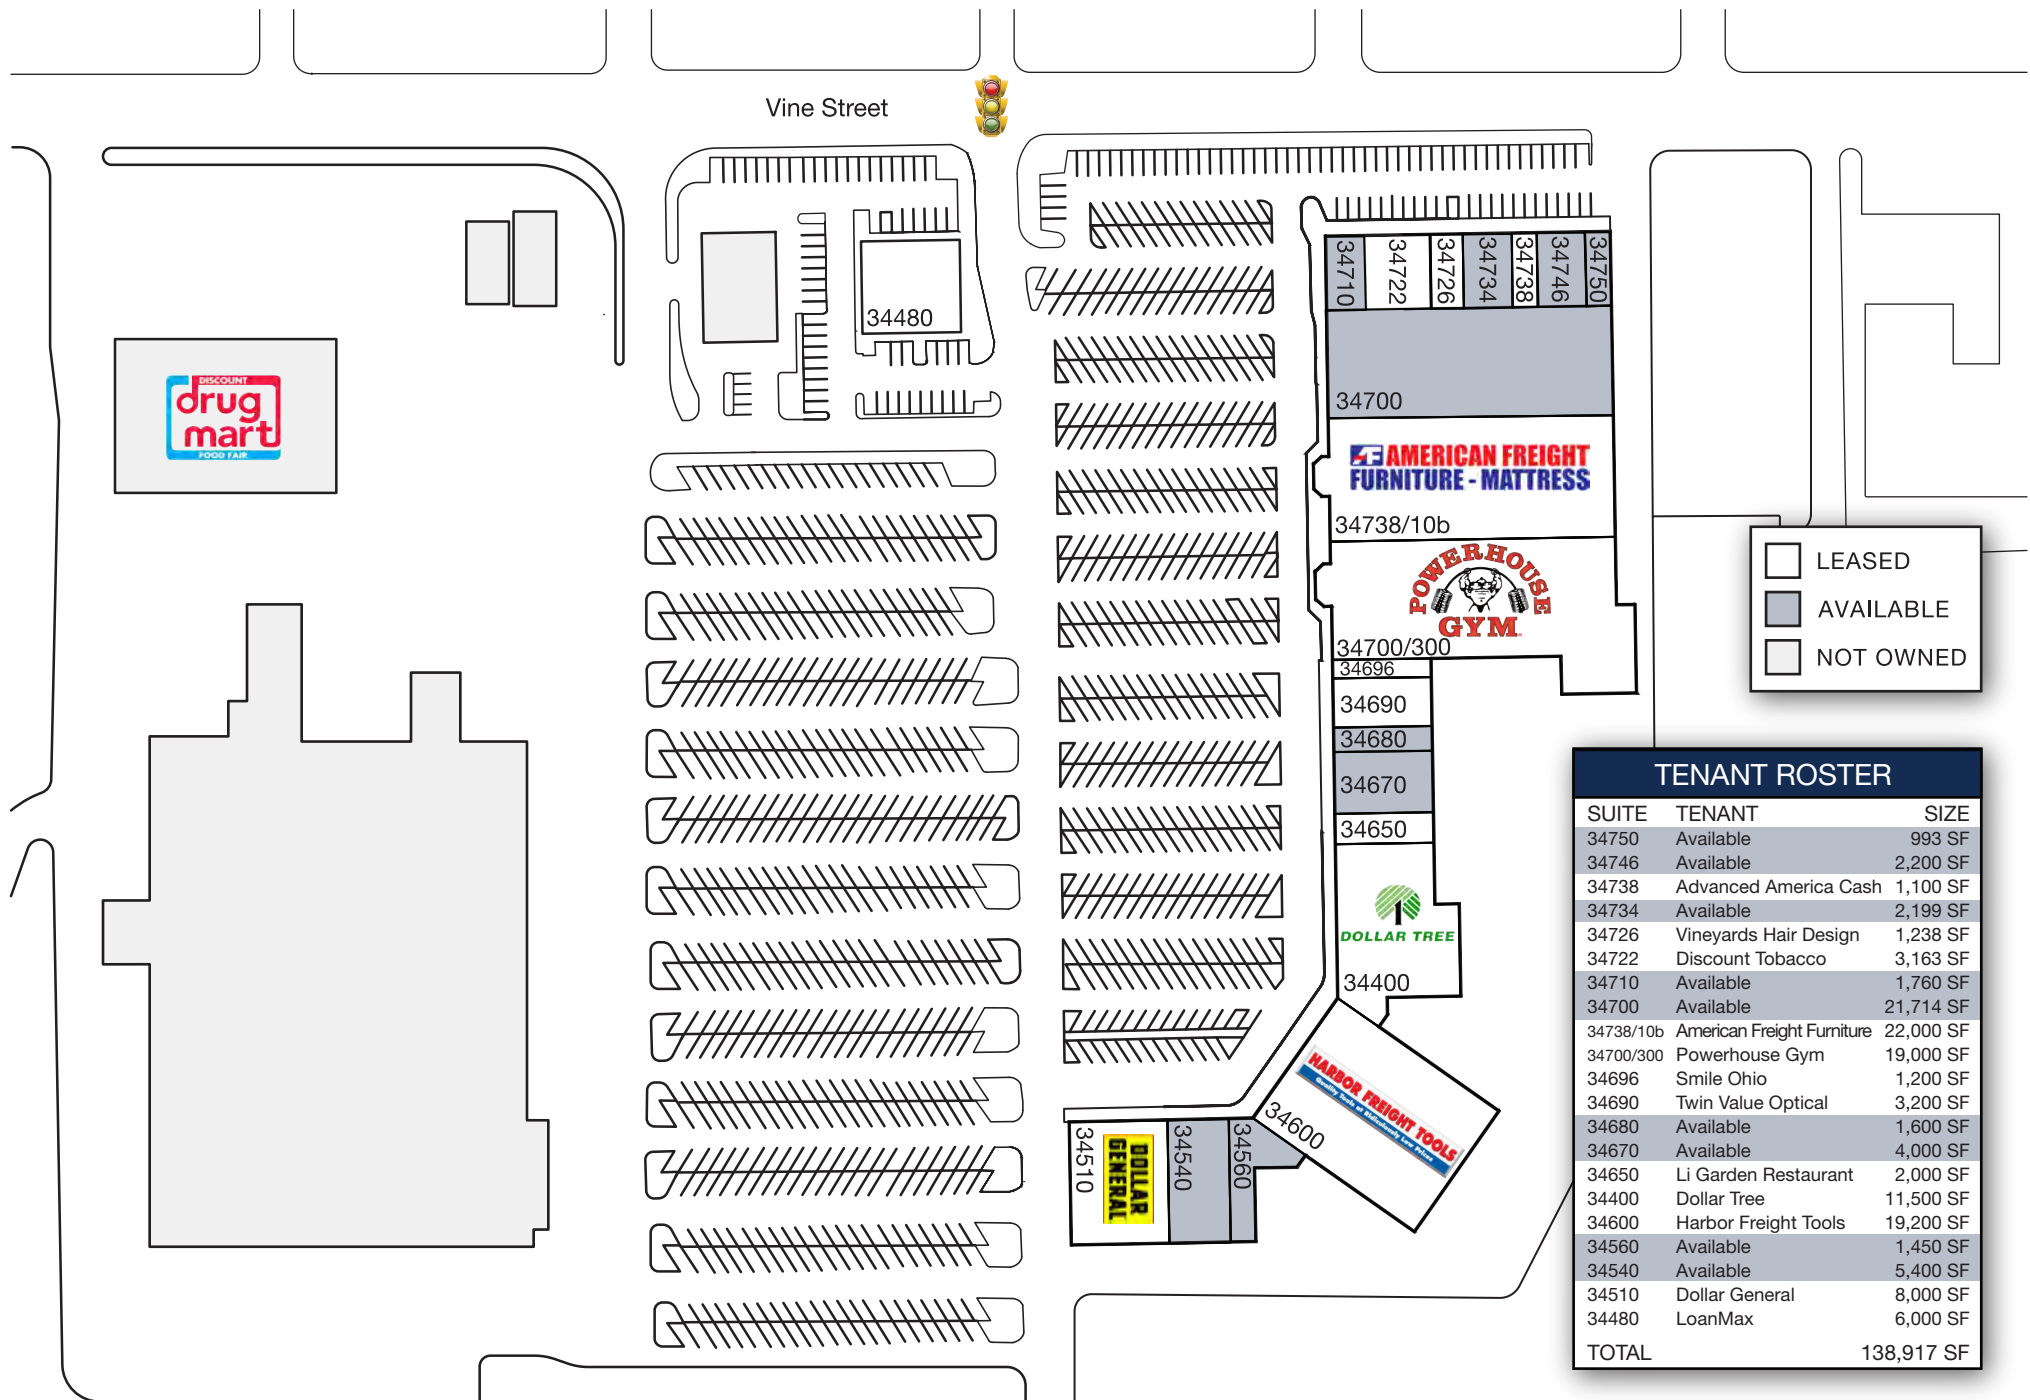 Vine Street
DISCOUNT
drug
mart
FOOD FAIR
34480
34710
34722
34726
34734
34738
34746
34750
34700
AMERICAN FREIGHT
FURNITURE - MATTRESS
34738/10b
POWERHOUSE
GYM
34700/300
34696
34690
34680
34670
34650
DOLLAR TREE
34400
HARBOR FREIGHT TOOLS
Quality Tools at Ridiculously Low Prices
34600
34510
DOLLAR
GENERAL
34540
34560
LEASED
AVAILABLE
NOT OWNED
TENANT ROSTER
SUITE TENANT SIZE
34750 Available 993 SF
34746 Available 2,200 SF
34738 Advanced America Cash 1,100 SF
34734 Available 2,199 SF
34726 Vineyards Hair Design 1,238 SF
34722 Discount Tobacco 3,163 SF
34710 Available 1,760 SF
34700 Available 21,714 SF
34738/10b American Freight Furniture 22,000 SF
34700/300 Powerhouse Gym 19,000 SF
34696 Smile Ohio 1,200 SF
34690 Twin Value Optical 3,200 SF
34680 Available 1,600 SF
34670 Available 4,000 SF
34650 Li Garden Restaurant 2,000 SF
34400 Dollar Tree 11,500 SF
34600 Harbor Freight Tools 19,200 SF
34560 Available 1,450 SF
34540 Available 5,400 SF
34510 Dollar General 8,000 SF
34480 LoanMax 6,000 SF
TOTAL 138,917 SF